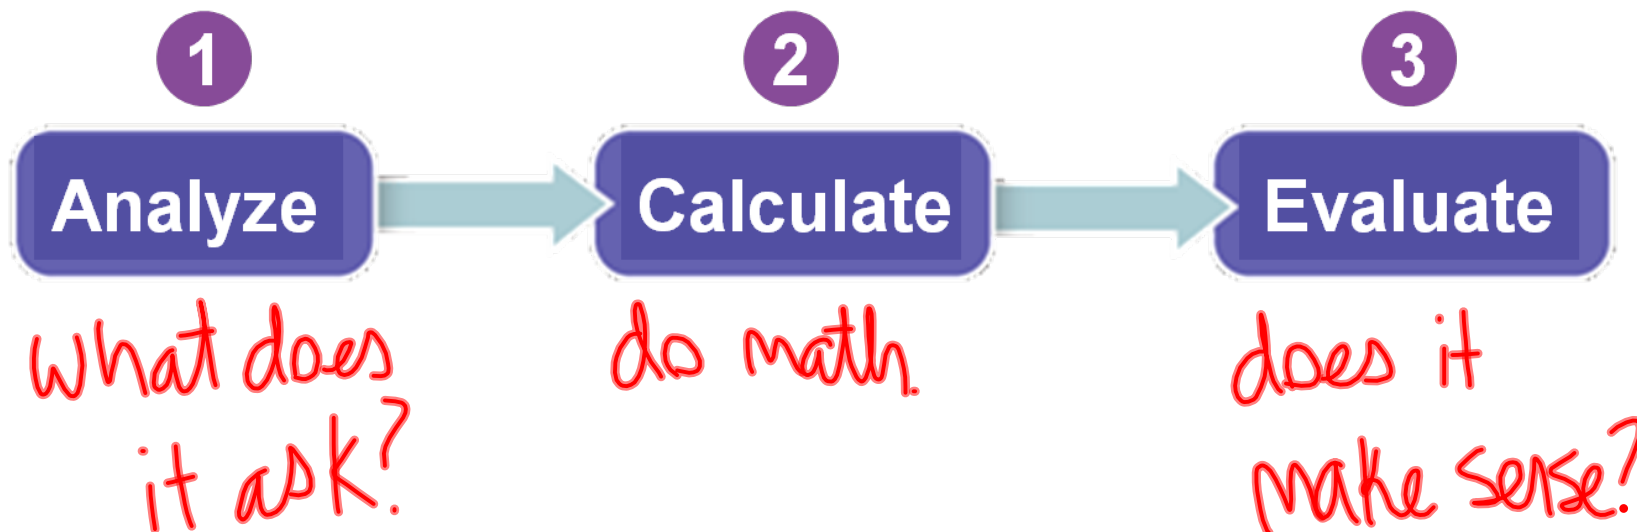 1
2
3
Analyze
Calculate
Evaluate
what does
it ask?
do math.
does it
make sense?